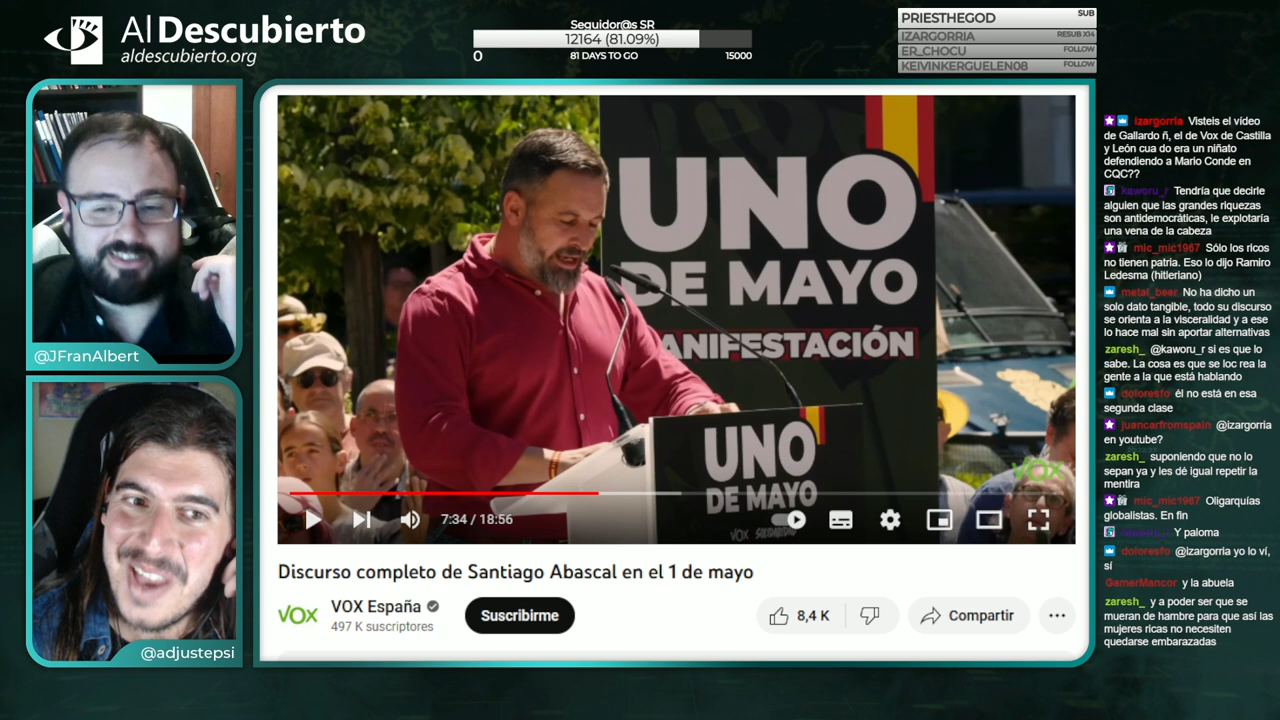 Al Descubierto
aldescubierto.org
Seguidor@s SR
12164 (81.09%)
0
81 DAYS TO GO
15000
PRIESTHEGOD
SUB
IZARGORRIA
RESUB X14
ER_CHOCU
FOLLOW
KEIVINKERGUELEN08
FOLLOW
@JFranAlbert
@adjustepsi
UNO
DE MAYO
MANIFESTACIÓN
UNO
DE MAYO
VOX
VOX
7:34 / 18:56
Discurso completo de Santiago Abascal en el 1 de mayo
VOX
VOX España
497 K suscriptores
Suscribirme
8,4 K
Compartir
izargorria Visteis el vídeo
de Gallardo ñ, el de Vox de Castilla
y León cua do era un niñato
defendiendo a Mario Conde en
CQC??
kaworu_r Tendría que decirle
alguien que las grandes riquezas
son antidemocráticas, le explotaría
una vena de la cabeza
mic_mic1967 Sólo los ricos
no tienen patria. Eso lo dijo Ramiro
Ledesma (hitleriano)
metal_beer No ha dicho un
solo dato tangible, todo su discurso
se orienta a la visceralidad y a ese
lo hace mal sin aportar alternativas
zaresh_ @kaworu_r si es que lo
sabe. La cosa es que se loc rea la
gente a la que está hablando
doloresfo él no está en esa
segunda clase
juancarfromspain @izargorria
en youtube?
zaresh_ suponiendo que no lo
sepan ya y les dé igual repetir la
mentira
mic_mic1967 Oligarquías
globalistas. En fin
kaworu_r Y paloma
doloresfo @izargorria yo lo ví,
sí
GamerMancor y la abuela
zaresh_ y a poder ser que se
mueran de hambre para que así las
mujeres ricas no necesiten
quedarse embarazadas